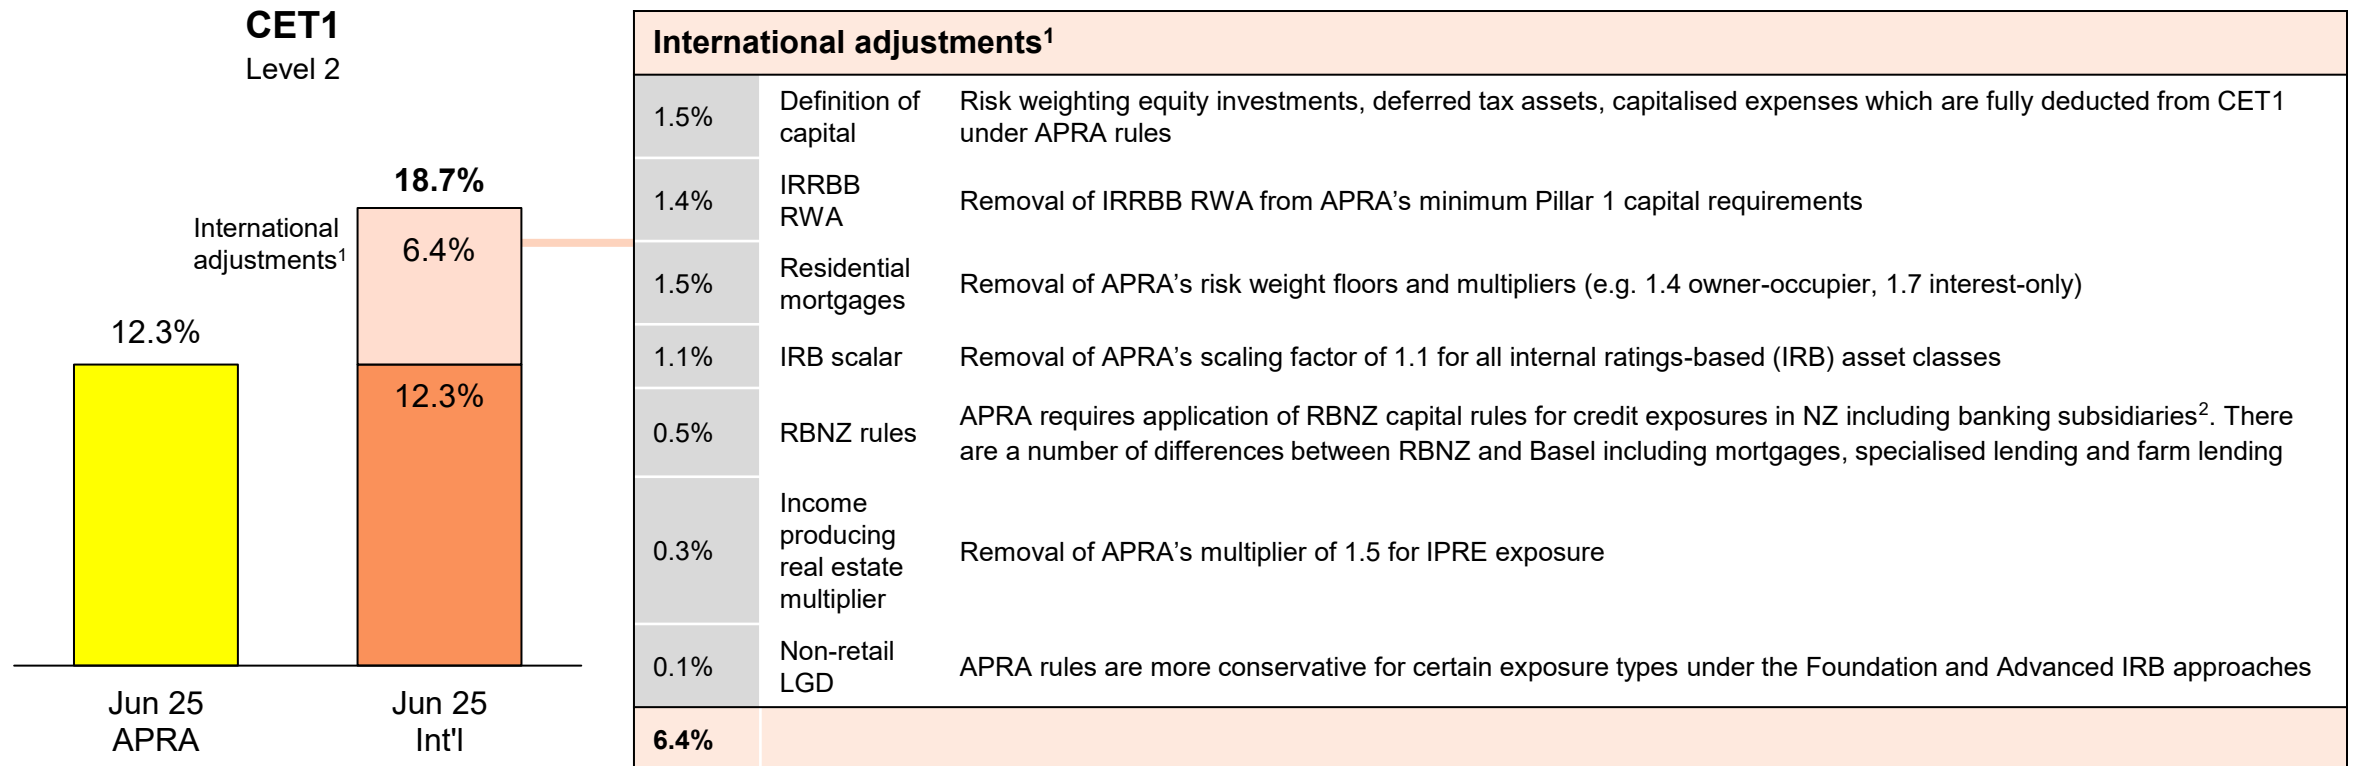 CET1
Level 2
18.7%
International
adjustments¹
6.4%
12.3%
12.3%
Jun 25
APRA
Jun 25
Int'l
International adjustments¹
1.5%
Definition of
capital
Risk weighting equity investments, deferred tax assets, capitalised expenses which are fully deducted from CET1
under APRA rules
1.4%
IRRBB
RWA
Removal of IRRBB RWA from APRA’s minimum Pillar 1 capital requirements
1.5%
Residential
mortgages
Removal of APRA’s risk weight floors and multipliers (e.g. 1.4 owner-occupier, 1.7 interest-only)
1.1%
IRB scalar
Removal of APRA’s scaling factor of 1.1 for all internal ratings-based (IRB) asset classes
0.5%
RBNZ rules
APRA requires application of RBNZ capital rules for credit exposures in NZ including banking subsidiaries². There
are a number of differences between RBNZ and Basel including mortgages, specialised lending and farm lending
0.3%
Income
producing
real estate
multiplier
Removal of APRA’s multiplier of 1.5 for IPRE exposure
0.1%
Non-retail
LGD
APRA rules are more conservative for certain exposure types under the Foundation and Advanced IRB approaches
6.4%